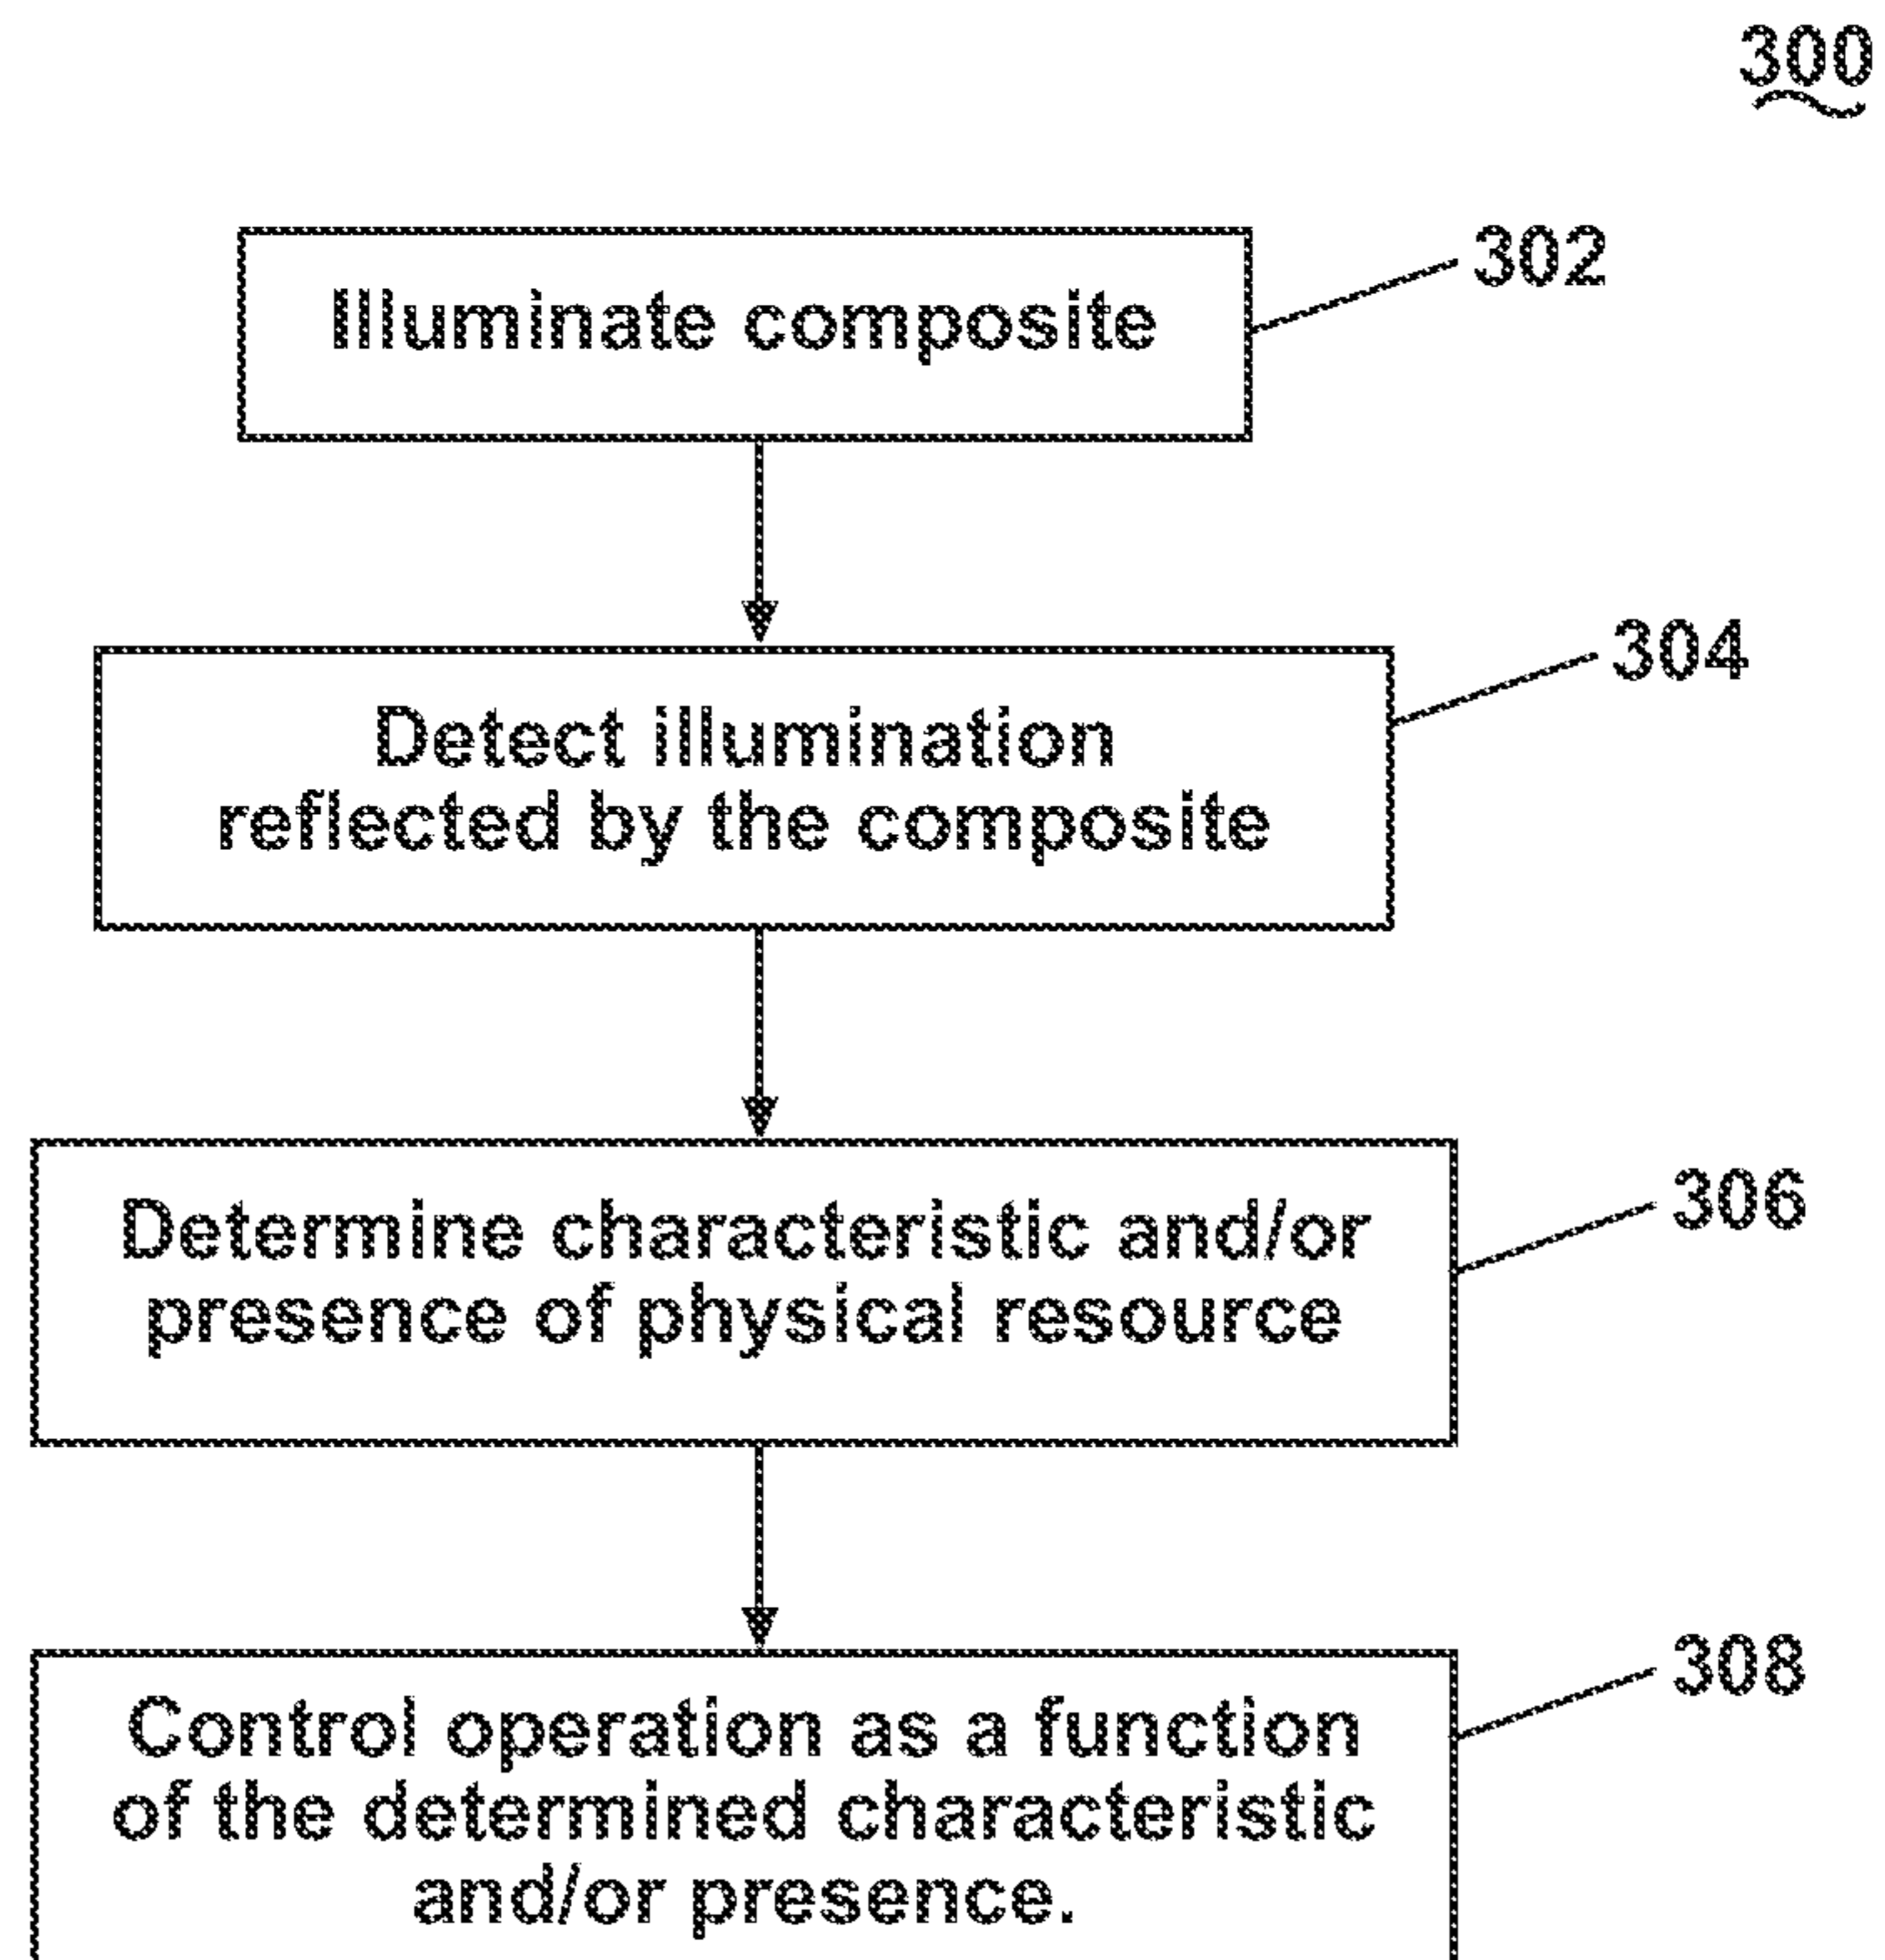 300
Illuminate composite
302
Detect illumination
reflected by the composite
304
Determine characteristic and/or
presence of physical resource
306
Control operation as a function
of the determined characteristic
and/or presence.
308